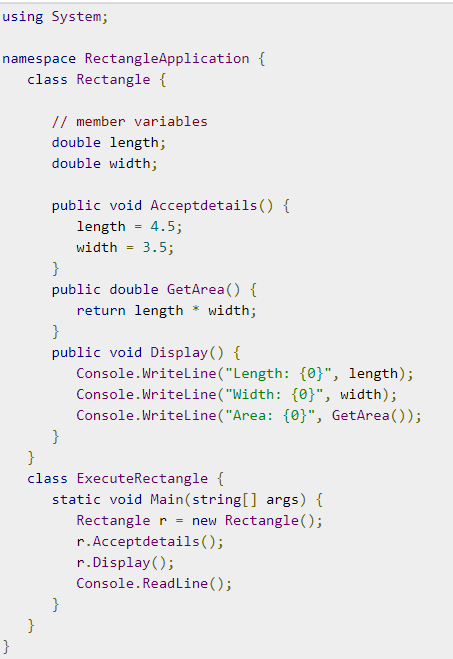 using System;
namespace RectangleApplication {
class Rectangle {
// member variables
double length;
double width;
public void Acceptdetails() {
length = 4.5;
width = 3.5;
}
public double GetArea() {
return length * width;
}
public void Display() {
Console.WriteLine("Length: {0}", length);
Console.WriteLine("Width: {0}", width);
Console.WriteLine("Area: {0}", GetArea());
}
}
class ExecuteRectangle {
static void Main(string[] args) {
Rectangle r = new Rectangle();
r.Acceptdetails();
r.Display();
Console.ReadLine();
}
}
}